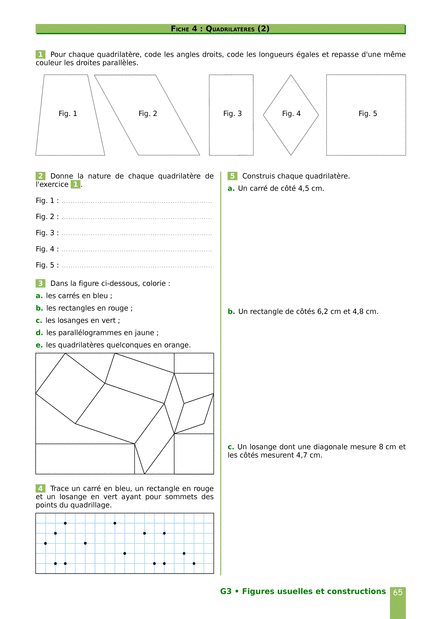 Fiche 4 : Quadrilatères (2)
1 Pour chaque quadrilatère, code les angles droits, code les longueurs égales et repasse d'une même
couleur les droites parallèles.
Fig. 1
Fig. 2
Fig. 3
Fig. 4
Fig. 5
2 Donne la nature de chaque quadrilatère de
l'exercice 1.
Fig. 1 :
Fig. 2 :
Fig. 3 :
Fig. 4 :
Fig. 5 :
3 Dans la figure ci-dessous, colorie :
a. les carrés en bleu ;
b. les rectangles en rouge ;
c. les losanges en vert ;
d. les parallélogrammes en jaune ;
e. les quadrilatères quelconques en orange.
4 Trace un carré en bleu, un rectangle en rouge
et un losange en vert ayant pour sommets des
points du quadrillage.
5 Construis chaque quadrilatère.
a. Un carré de côté 4,5 cm.
b. Un rectangle de côtés 6,2 cm et 4,8 cm.
c. Un losange dont une diagonale mesure 8 cm et
les côtés mesurent 4,7 cm.
G3 • Figures usuelles et constructions 65